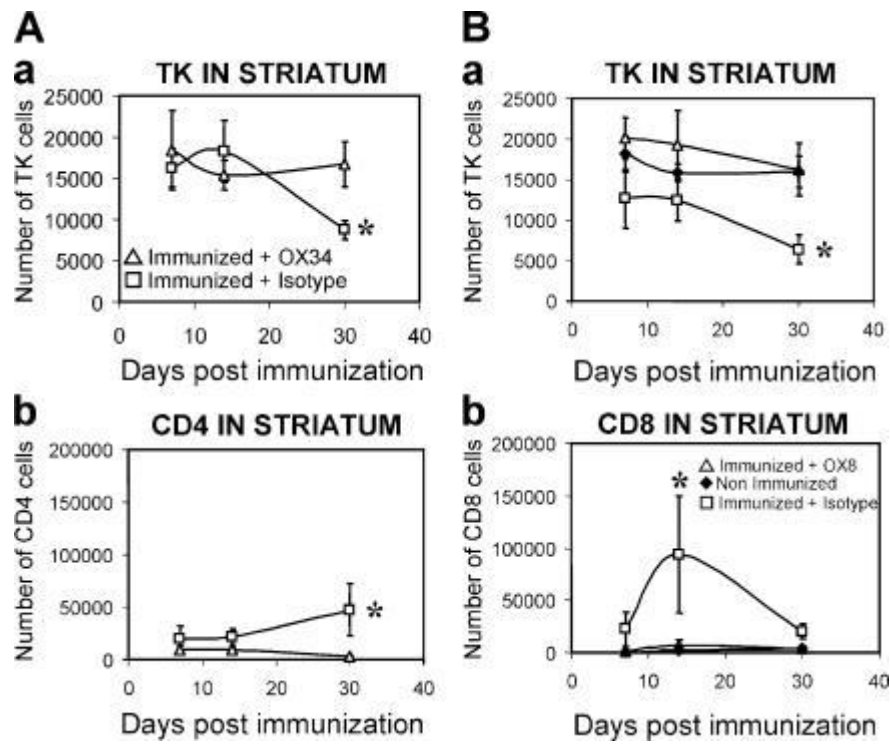 A
a
TK IN STRIATUM
Number of TK cells
25000
20000
15000
10000
5000
0
Immunized + OX34
Immunized + Isotype
*
0 10 20 30 40
Days post immunization
b
CD4 IN STRIATUM
Number of CD4 cells
200000
150000
100000
50000
0
*
0 10 20 30 40
Days post immunization
B
a
TK IN STRIATUM
Number of TK cells
25000
20000
15000
10000
5000
0
*
0 10 20 30 40
Days post immunization
b
CD8 IN STRIATUM
Number of CD8 cells
200000
150000
100000
50000
0
Immunized + OX8
Non Immunized
Immunized + Isotype
*
0 10 20 30 40
Days post immunization